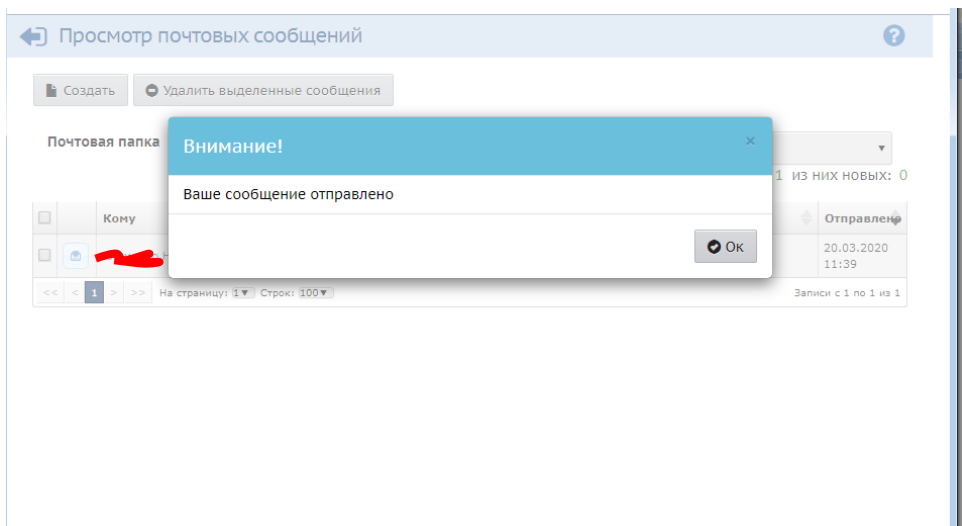 Просмотр почтовых сообщений
Создать Удалить выделенные сообщения
Почтовая папка
Внимание!
1 из них новых: 0
Ваше сообщение отправлено
Кому Отправлено
Ок
20.03.2020
11:39
<< < 1 > >> На страницу: 1 Строк: 100 Записи с 1 по 1 из 1